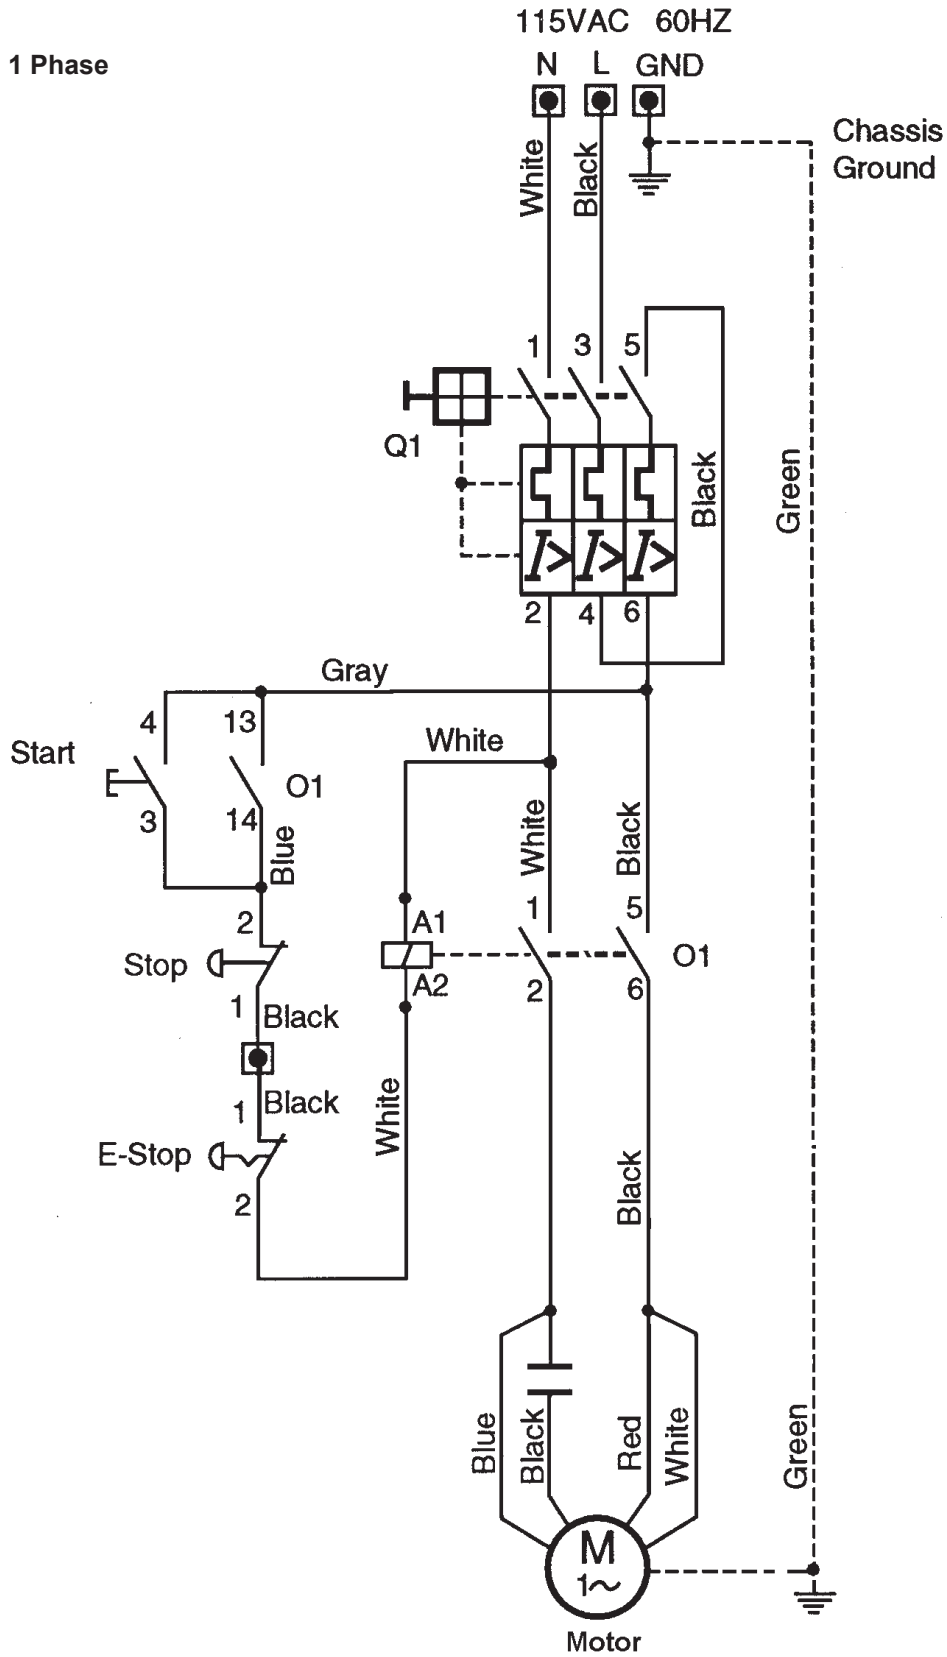 115VAC 60HZ
1 Phase
N L GND
Chassis
Ground
White
Black
1 3 5
Q1
Black
Green
2 4 6
Gray
4 13
Start
O1
3 14
Blue
White
White
Black
2
Stop
1
Black
A1
A2
1 5
O1
2 6
1
Black
E-Stop
2
White
Black
Blue
Black
Red
White
Green
M
1~
Motor